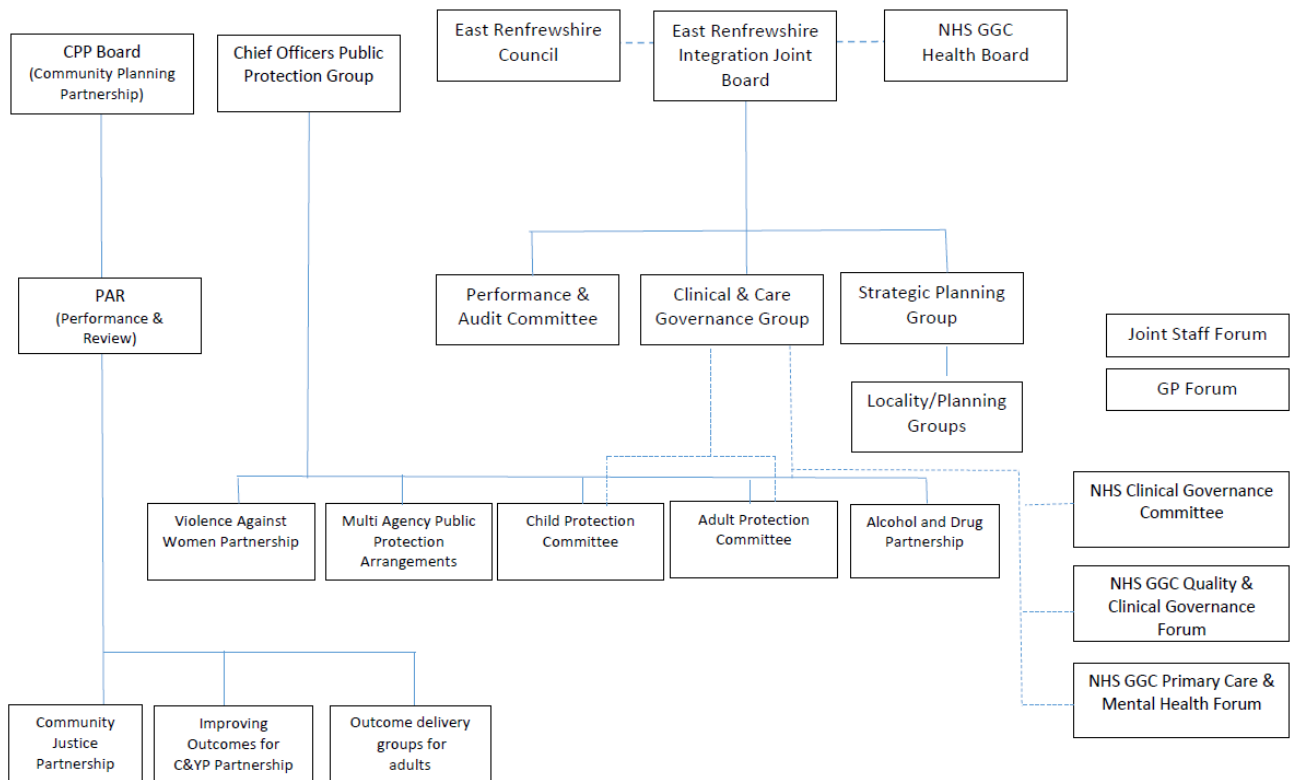 CPP Board
(Community Planning
Partnership)
Chief Officers Public
Protection Group
East Renfrewshire
Council
East Renfrewshire
Integration Joint
Board
NHS GGC
Health Board
PAR
(Performance &
Review)
Performance &
Audit Committee
Clinical & Care
Governance Group
Strategic Planning
Group
Joint Staff Forum
GP Forum
Locality/Planning
Groups
Violence Against
Women Partnership
Multi Agency Public
Protection
Arrangements
Child Protection
Committee
Adult Protection
Committee
Alcohol and Drug
Partnership
NHS Clinical Governance
Committee
NHS GGC Quality &
Clinical Governance
Forum
NHS GGC Primary Care &
Mental Health Forum
Community
Justice
Partnership
Improving
Outcomes for
C&YP Partnership
Outcome delivery
groups for
adults